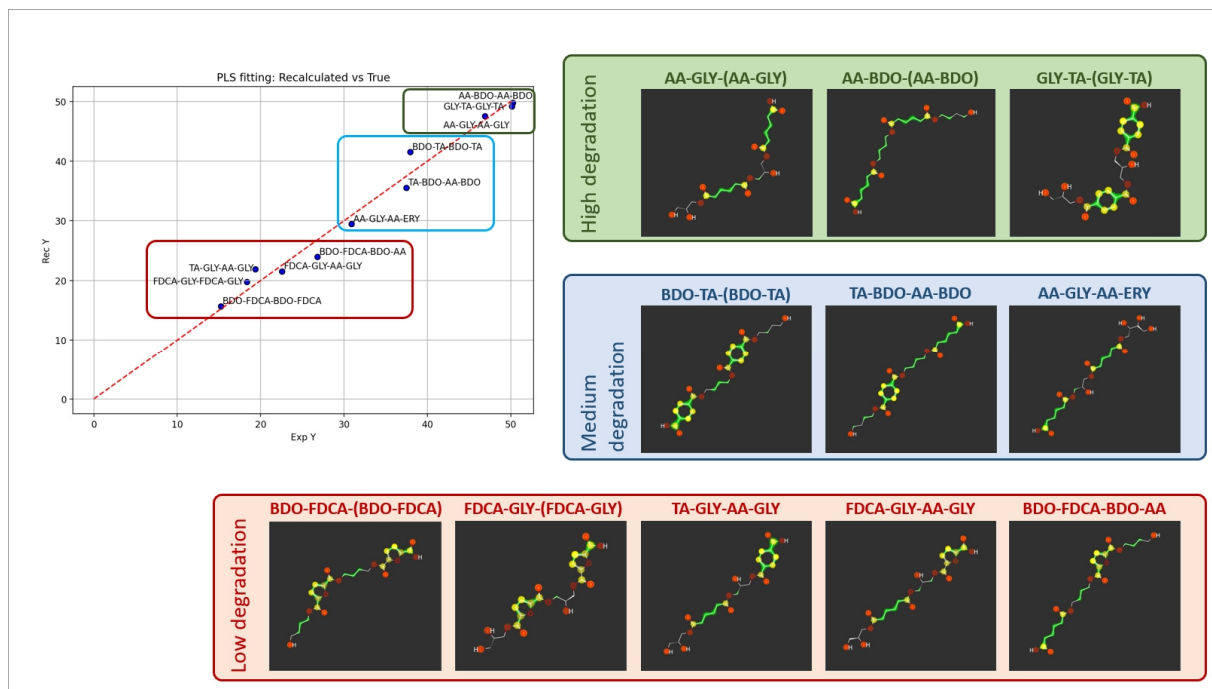 PLS fitting: Recalculated vs True
Rec Y
50
40
30
20
10
0
AA-BDO-AA-BDO
GLY-TA-GLY-TA
AA-GLY-AA-GLY
BDO-TA-BDO-TA
TA-BDO-AA-BDO
AA-GLY-AA-ERY
BDO-FDCA-BDO-AA
TA-GLY-AA-GLY
FDCA-GLY-AA-GLY
FDCA-GLY-FDCA-GLY
BDO-FDCA-BDO-FDCA
0 10 20 30 40 50
Exp Y
High degradation
AA-GLY-(AA-GLY) AA-BDO-(AA-BDO) GLY-TA-(GLY-TA)
Medium
degradation
BDO-TA-(BDO-TA) TA-BDO-AA-BDO AA-GLY-AA-ERY
Low degradation
BDO-FDCA-(BDO-FDCA) FDCA-GLY-(FDCA-GLY) TA-GLY-AA-GLY FDCA-GLY-AA-GLY BDO-FDCA-BDO-AA